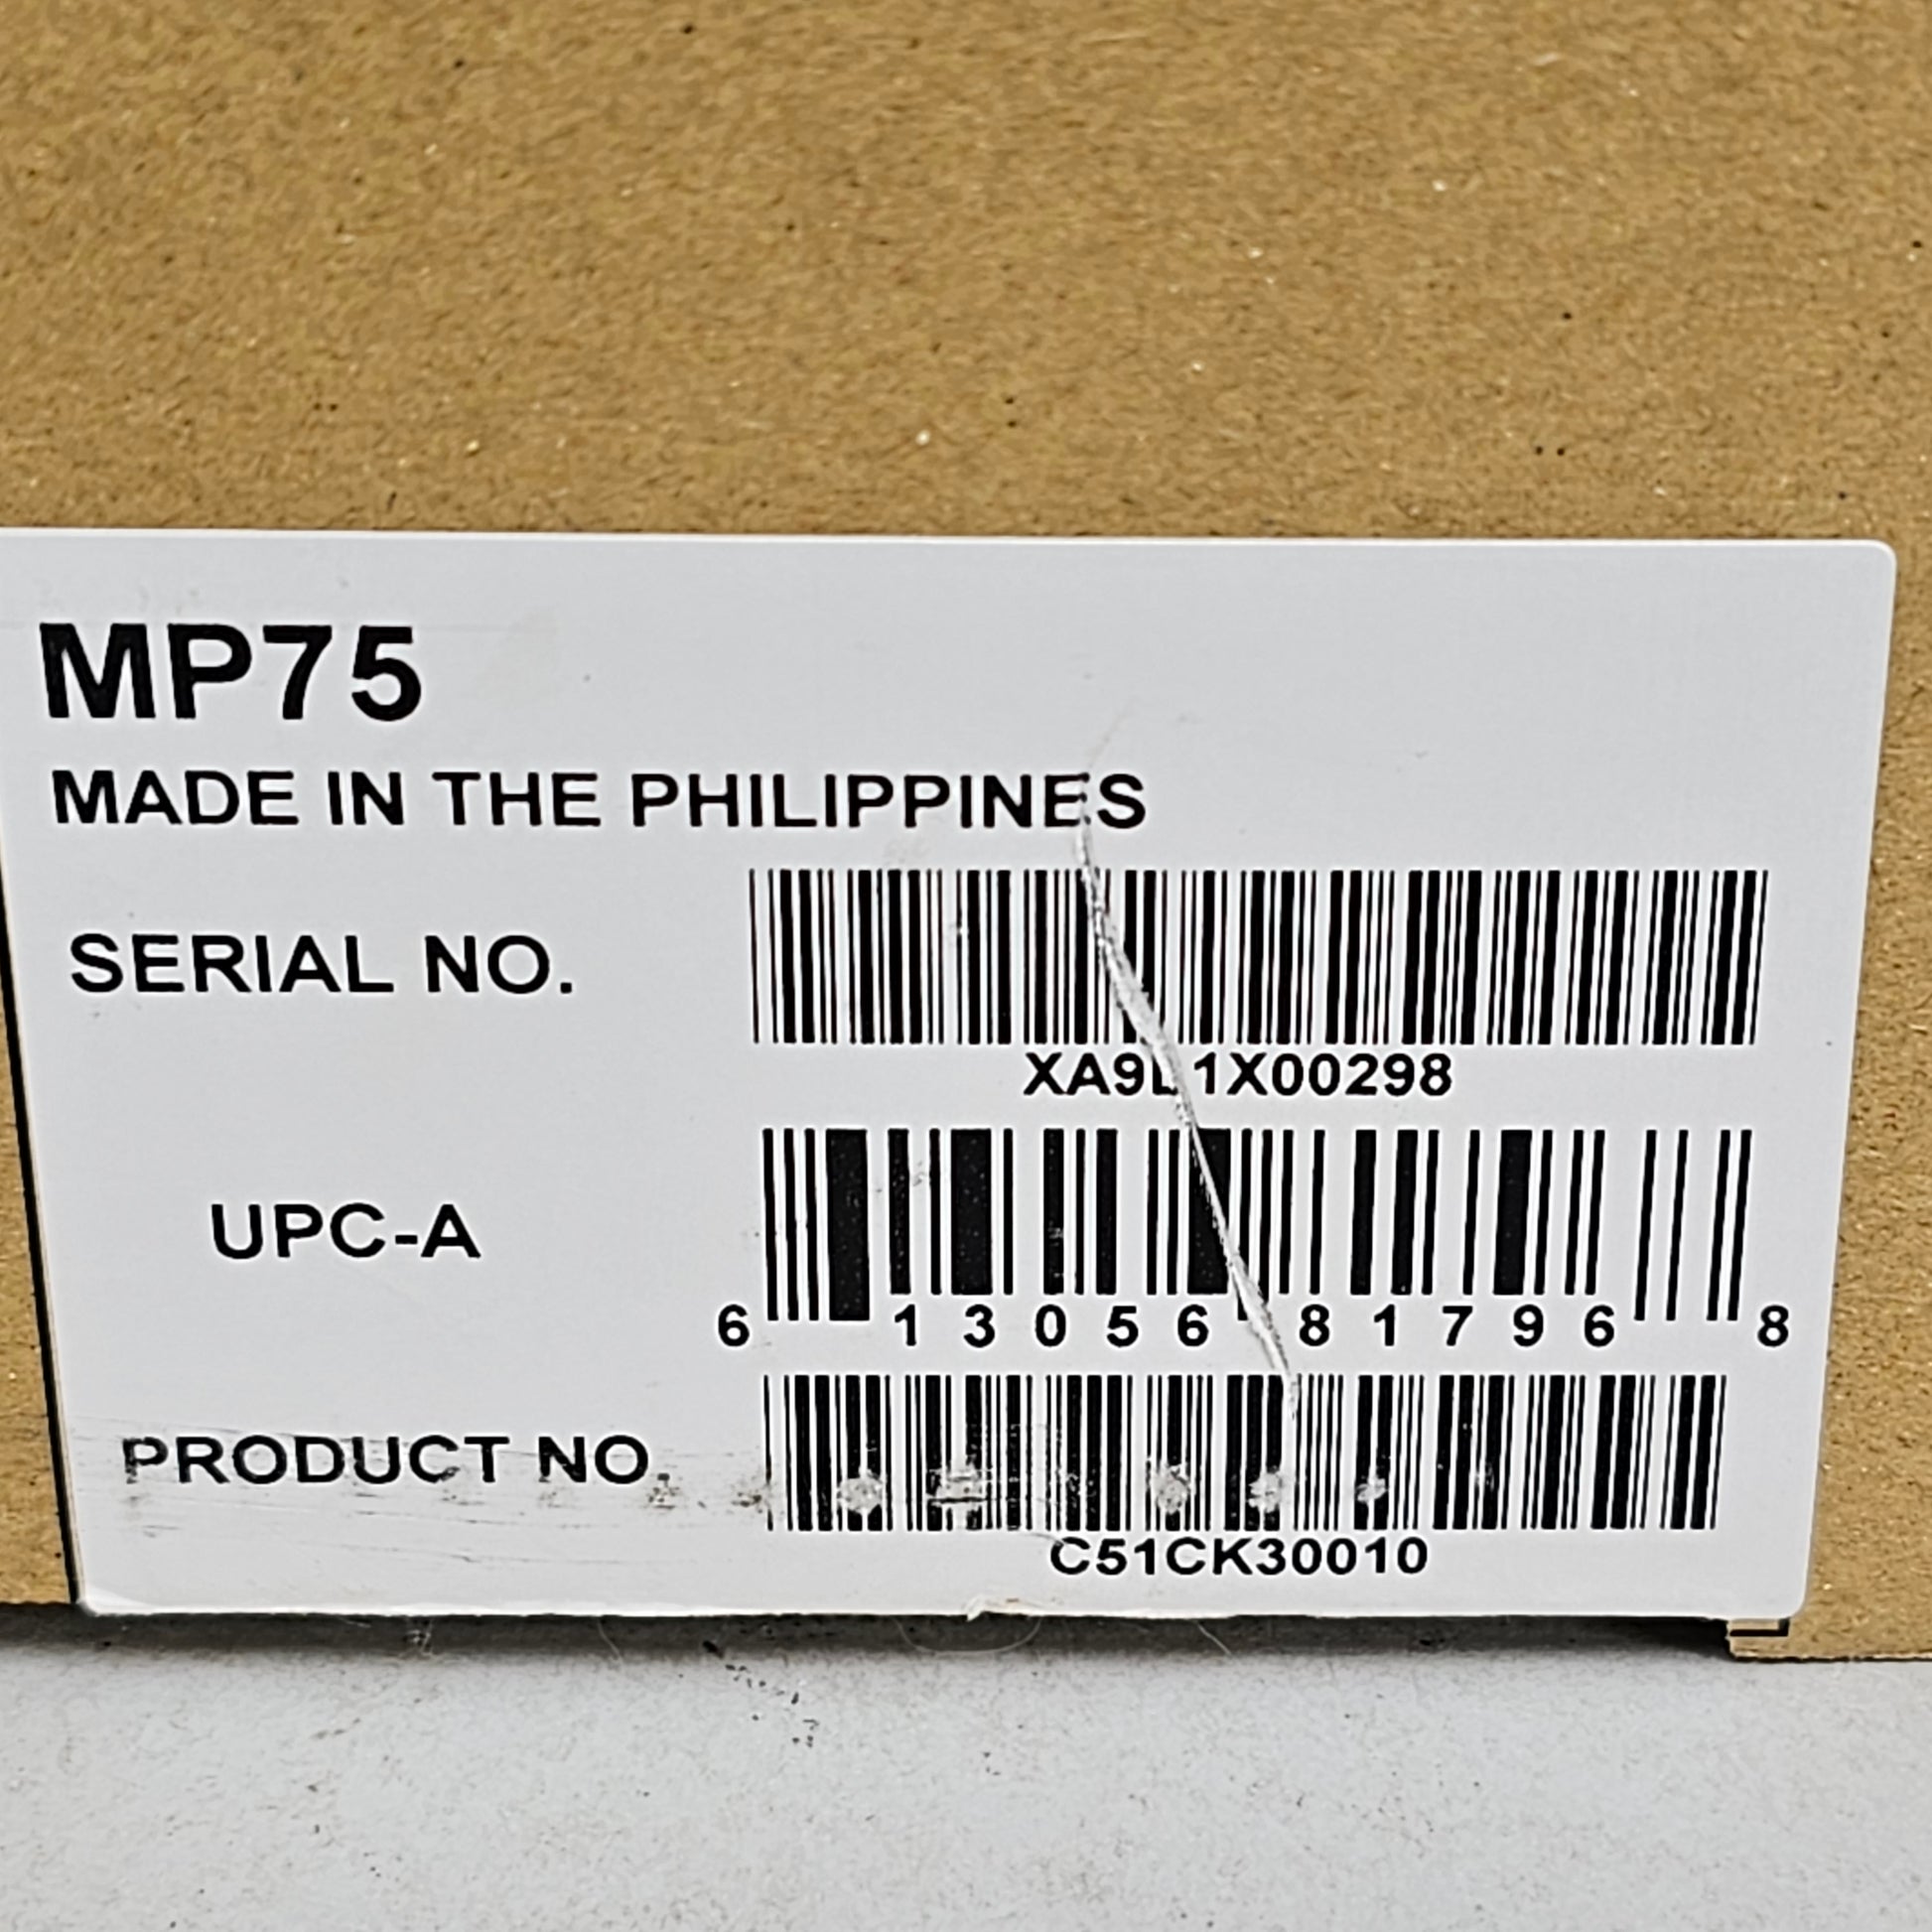 MP75
MADE IN THE PHILIPPINES
SERIAL NO.
UPC-A
6 13056 81796 8
PRODUCT NO.
C51CK30010